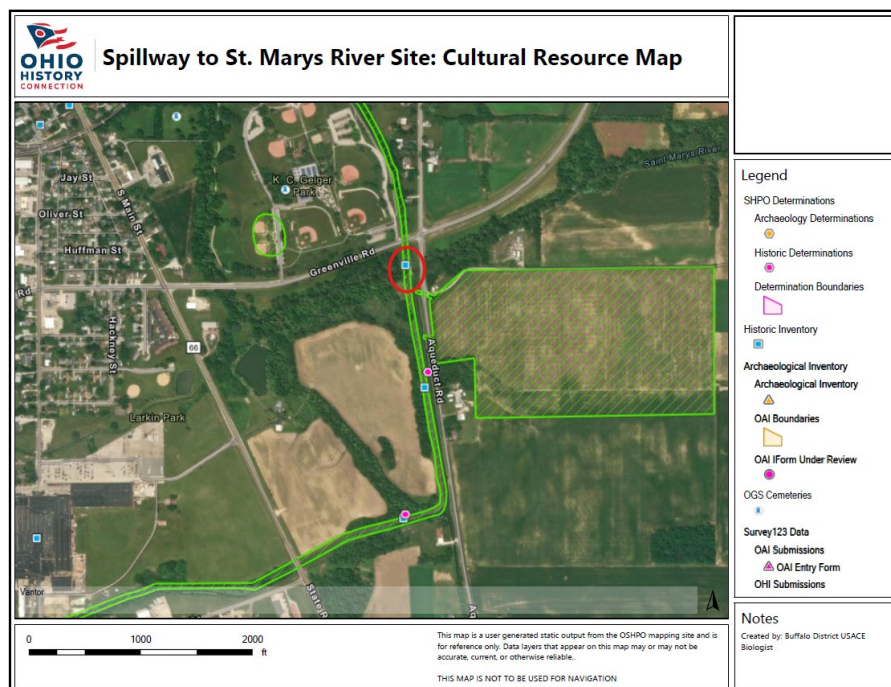 OHIO
HISTORY
CONNECTION
Spillway to St. Marys River Site: Cultural Resource Map
Jay St
Oliver St
Huffman St
Rd
Hackney St
S Main St
66
Larkin Park
K. C. Geiger
Park
Greenville Rd
Saint Marys River
Aqueduct Rd
State R
Aq
Vantor
0 1000 2000
ft
This map is a user generated static output from the OSHPO mapping site and is
for reference only. Data layers that appear on this map may or may not be
accurate, current, or otherwise reliable..
THIS MAP IS NOT TO BE USED FOR NAVIGATION
Legend
SHPO Determinations
Archaeology Determinations
Historic Determinations
Determination Boundaries
Historic Inventory
Archaeological Inventory
Archaeological Inventory
OAI Boundaries
OAI IForm Under Review
OGS Cemeteries
Survey123 Data
OAI Submissions
OAI Entry Form
OHI Submissions
Notes
Created by: Buffalo District USACE
Biologist